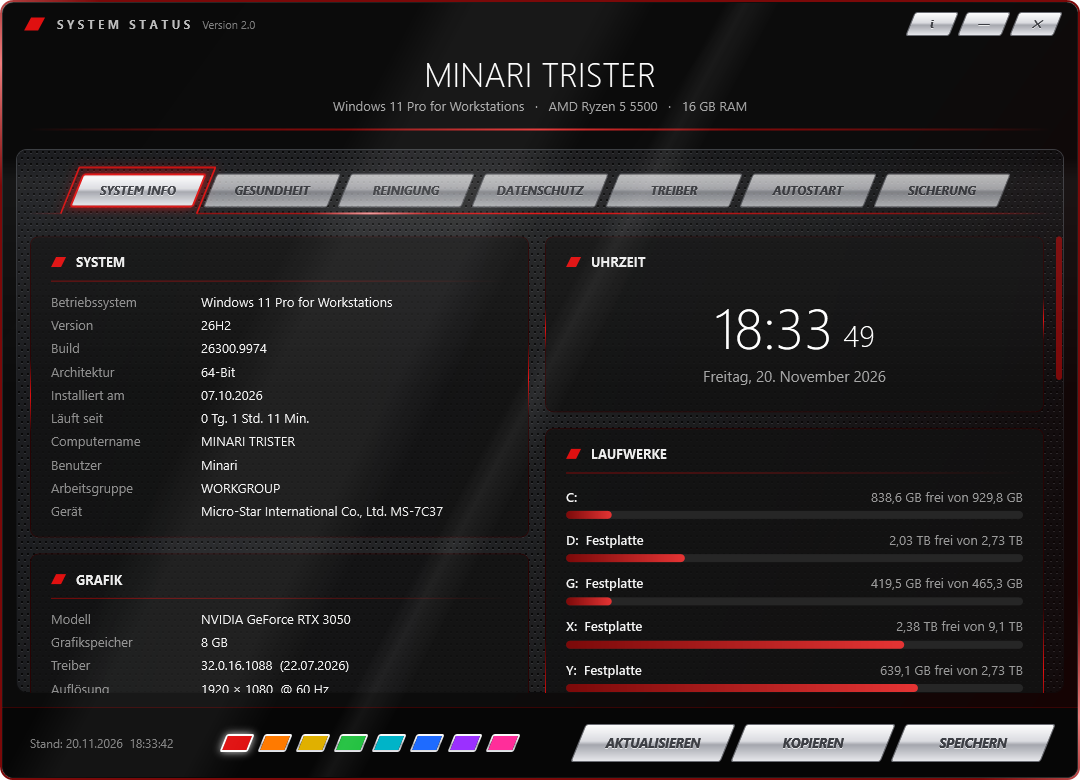 SYSTEM STATUS Version 2.0
i — ✕
MINARI TRISTER
Windows 11 Pro for Workstations · AMD Ryzen 5 5500 · 16 GB RAM
SYSTEM INFO GESUNDHEIT REINIGUNG DATENSCHUTZ TREIBER AUTOSTART SICHERUNG
SYSTEM
Betriebssystem Windows 11 Pro for Workstations
Version 26H2
Build 26300.9974
Architektur 64-Bit
Installiert am 07.10.2026
Läuft seit 0 Tg. 1 Std. 11 Min.
Computername MINARI TRISTER
Benutzer Minari
Arbeitsgruppe WORKGROUP
Gerät Micro-Star International Co., Ltd. MS-7C37
GRAFIK
Modell NVIDIA GeForce RTX 3050
Grafikspeicher 8 GB
Treiber 32.0.16.1088 (22.07.2026)
Auflösung 1920 × 1080 @ 60 Hz
UHRZEIT
18:33 49
Freitag, 20. November 2026
LAUFWERKE
C: 838,6 GB frei von 929,8 GB
D: Festplatte 2,03 TB frei von 2,73 TB
G: Festplatte 419,5 GB frei von 465,3 GB
X: Festplatte 2,38 TB frei von 9,1 TB
Y: Festplatte 639,1 GB frei von 2,73 TB
Stand: 20.11.2026 18:33:42
AKTUALISIEREN KOPIEREN SPEICHERN